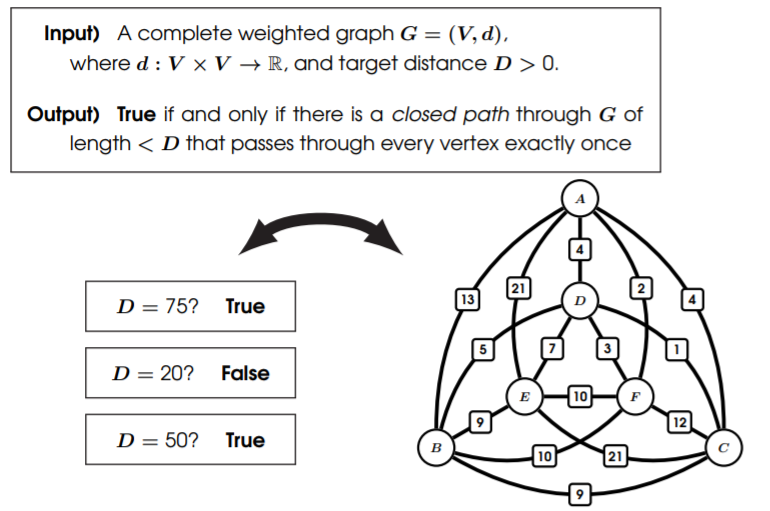 Input) A complete weighted graph G = (V, d),
where d : V × V → ℝ, and target distance D > 0.
Output) True if and only if there is a closed path through G of
length < D that passes through every vertex exactly once
D = 75? True
D = 20? False
D = 50? True
A
4
13 21 2 4
D
5 7 3 1
E 10 F
9 12
B 10 21 C
9